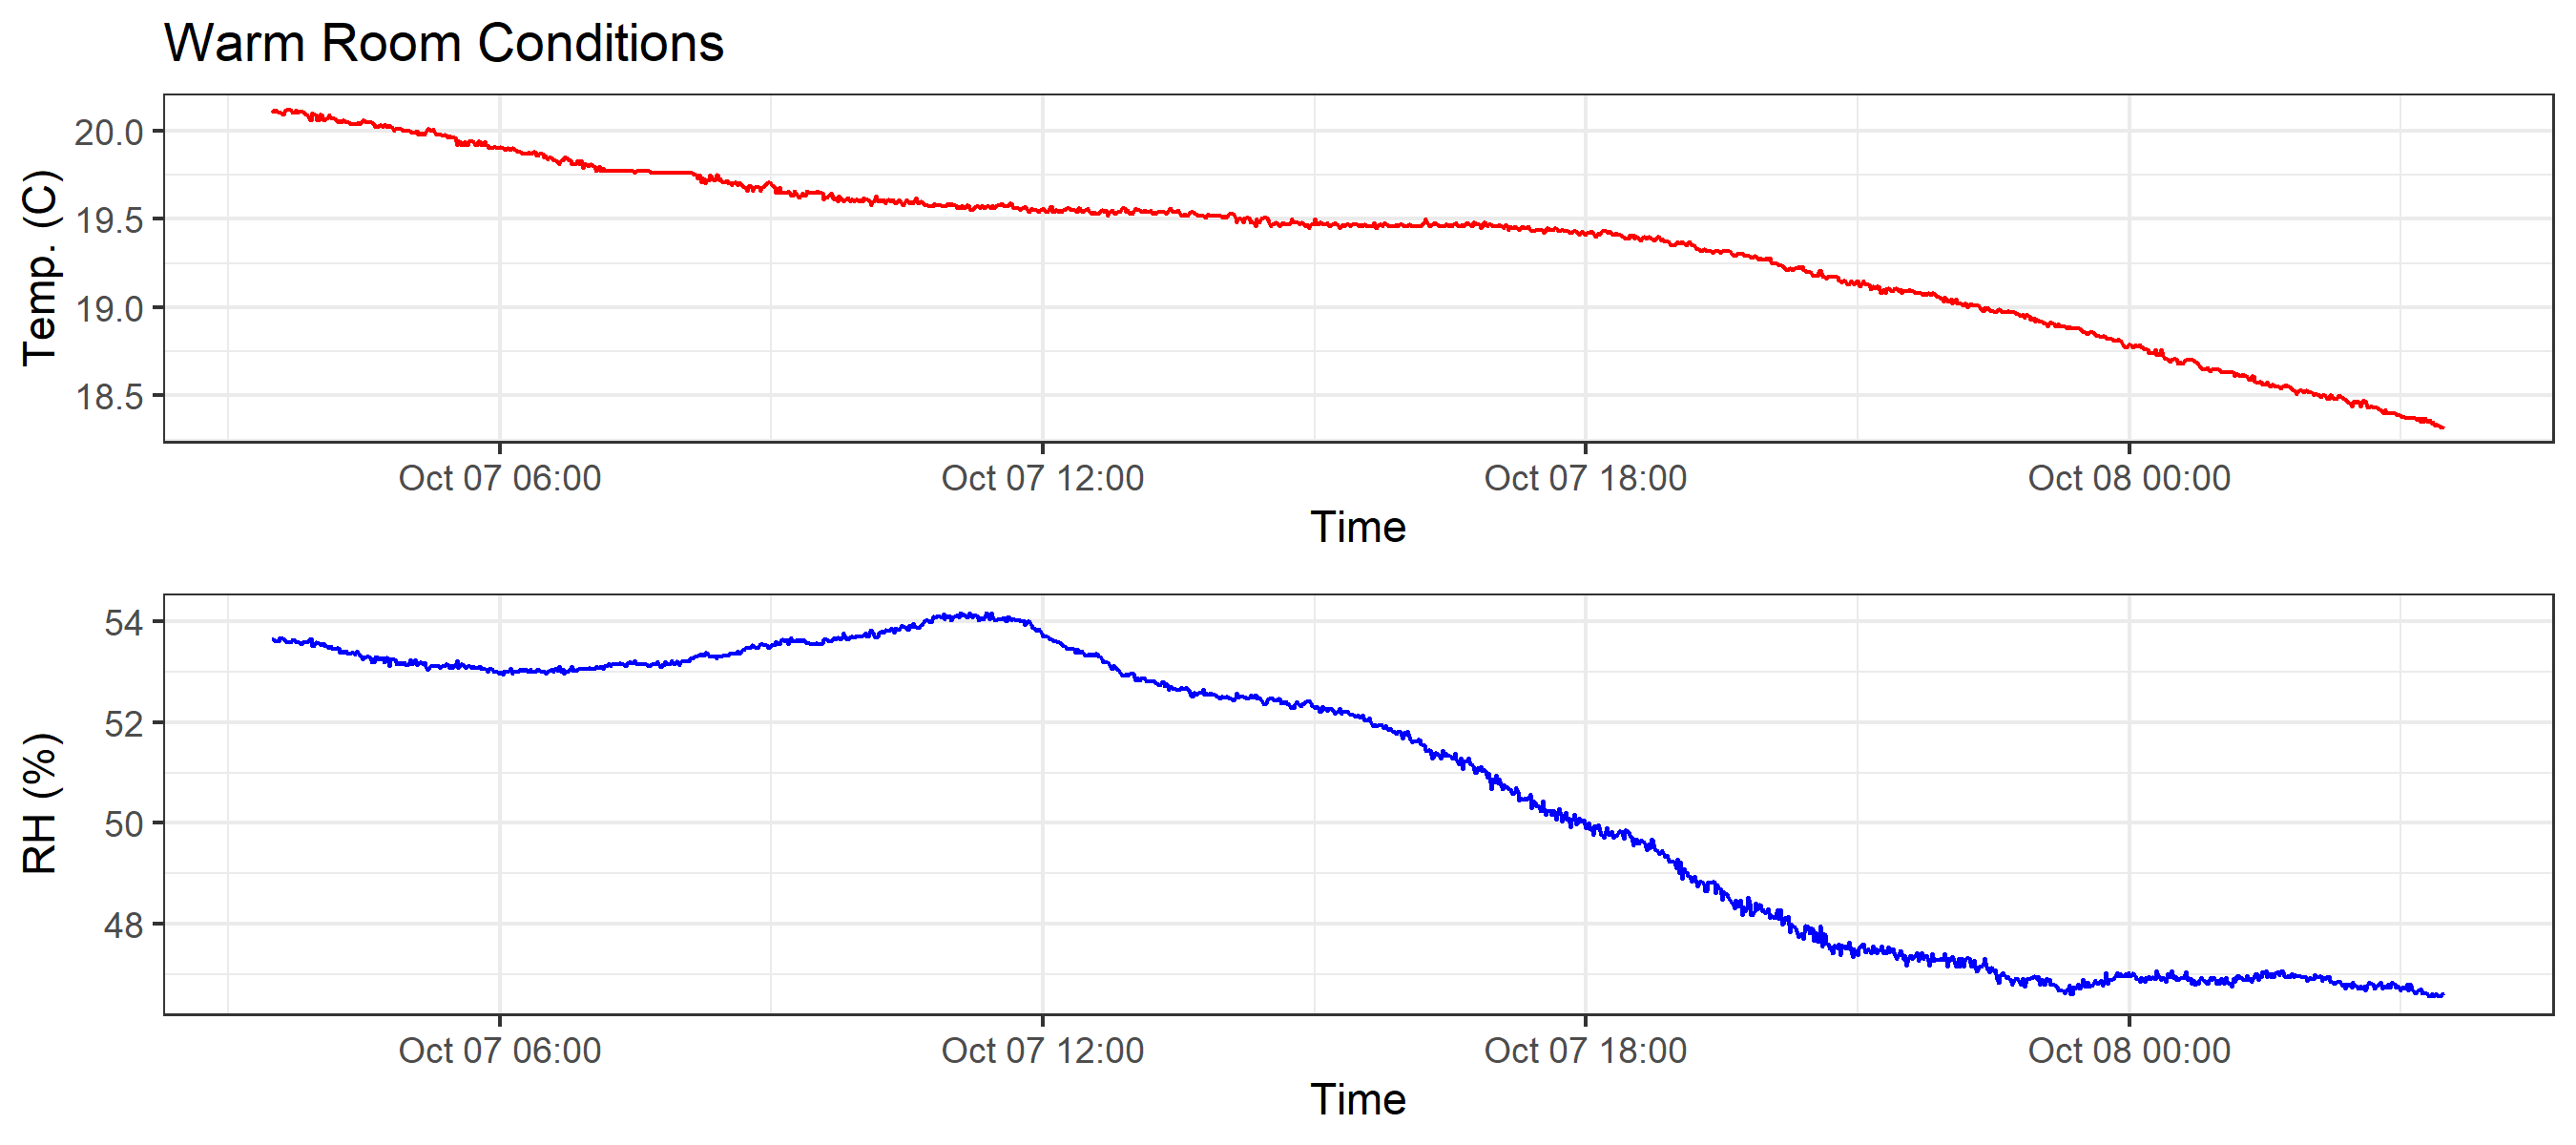 Warm Room Conditions
20.0
19.5
19.0
18.5
Temp. (C)
Oct 07 06:00 Oct 07 12:00 Oct 07 18:00 Oct 08 00:00
Time
54
52
50
48
RH (%)
Oct 07 06:00 Oct 07 12:00 Oct 07 18:00 Oct 08 00:00
Time